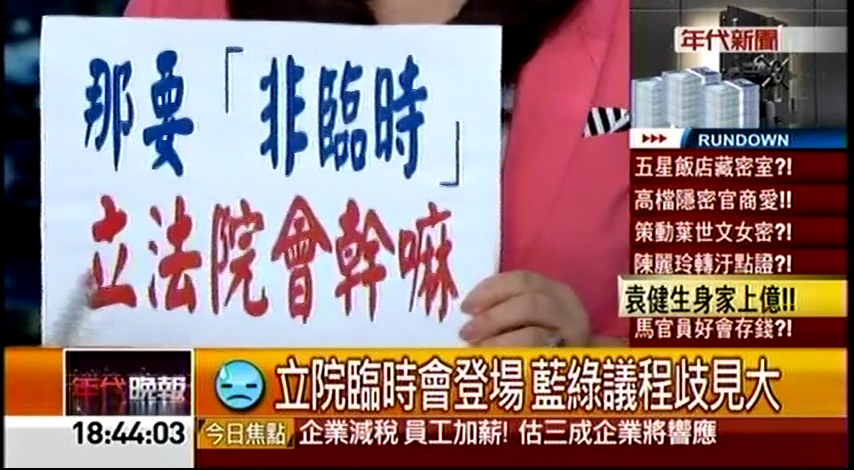 那要「非臨時」
立法院會幹嘛
年代新聞
RUNDOWN
五星飯店藏密室?!
高檔隱密官商愛!!
策動葉世文女密?!
陳麗玲轉汙點證?!
袁健生身家上億!!
馬官員好會存錢?!
年代晚報
立院臨時會登場 藍綠議程歧見大
18:44:03
今日焦點
企業減稅 員工加薪! 估三成企業將響應